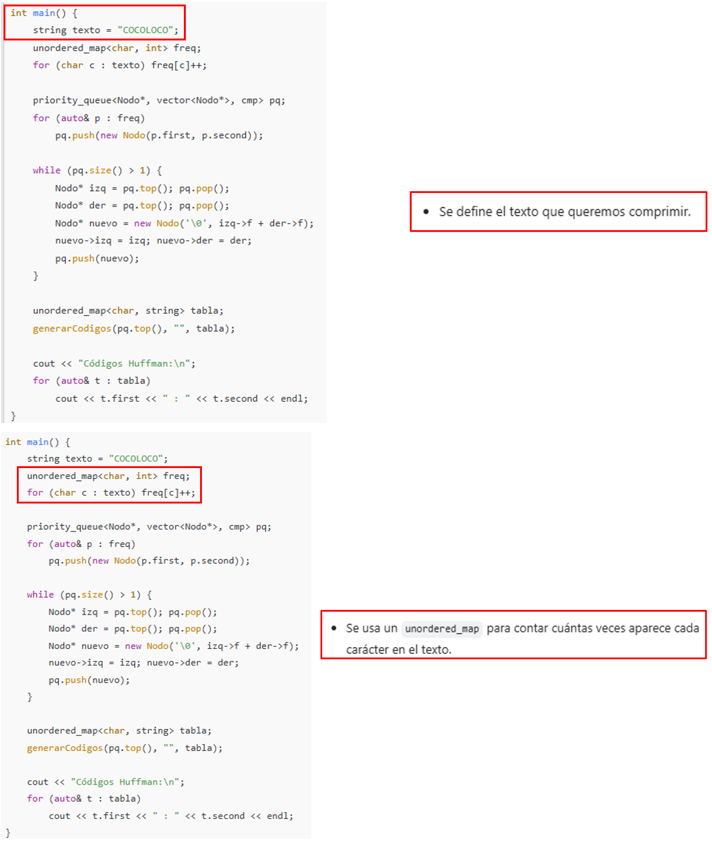 int main() {
string texto = "COCOLOCO";
unordered_map<char, int> freq;
for (char c : texto) freq[c]++;
priority_queue<Nodo*, vector<Nodo*>, cmp> pq;
for (auto& p : freq)
pq.push(new Nodo(p.first, p.second));
while (pq.size() > 1) {
Nodo* izq = pq.top(); pq.pop();
Nodo* der = pq.top(); pq.pop();
Nodo* nuevo = new Nodo('\0', izq->f + der->f);
nuevo->izq = izq; nuevo->der = der;
pq.push(nuevo);
}
unordered_map<char, string> tabla;
generarCodigos(pq.top(), "", tabla);
cout << "Códigos Huffman:\n";
for (auto& t : tabla)
cout << t.first << " : " << t.second << endl;
}
• Se define el texto que queremos comprimir.
int main() {
string texto = "COCOLOCO";
unordered_map<char, int> freq;
for (char c : texto) freq[c]++;
priority_queue<Nodo*, vector<Nodo*>, cmp> pq;
for (auto& p : freq)
pq.push(new Nodo(p.first, p.second));
while (pq.size() > 1) {
Nodo* izq = pq.top(); pq.pop();
Nodo* der = pq.top(); pq.pop();
Nodo* nuevo = new Nodo('\0', izq->f + der->f);
nuevo->izq = izq; nuevo->der = der;
pq.push(nuevo);
}
unordered_map<char, string> tabla;
generarCodigos(pq.top(), "", tabla);
cout << "Códigos Huffman:\n";
for (auto& t : tabla)
cout << t.first << " : " << t.second << endl;
}
• Se usa un unordered_map para contar cuántas veces aparece cada
carácter en el texto.